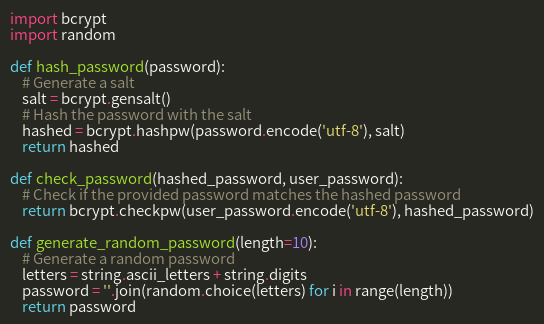 import bcrypt
import random

def hash_password(password):
    # Generate a salt
    salt = bcrypt.gensalt()
    # Hash the password with the salt
    hashed = bcrypt.hashpw(password.encode('utf-8'), salt)
    return hashed

def check_password(hashed_password, user_password):
    # Check if the provided password matches the hashed password
    return bcrypt.checkpw(user_password.encode('utf-8'), hashed_password)

def generate_random_password(length=10):
    # Generate a random password
    letters = string.ascii_letters + string.digits
    password = ''.join(random.choice(letters) for i in range(length))
    return password